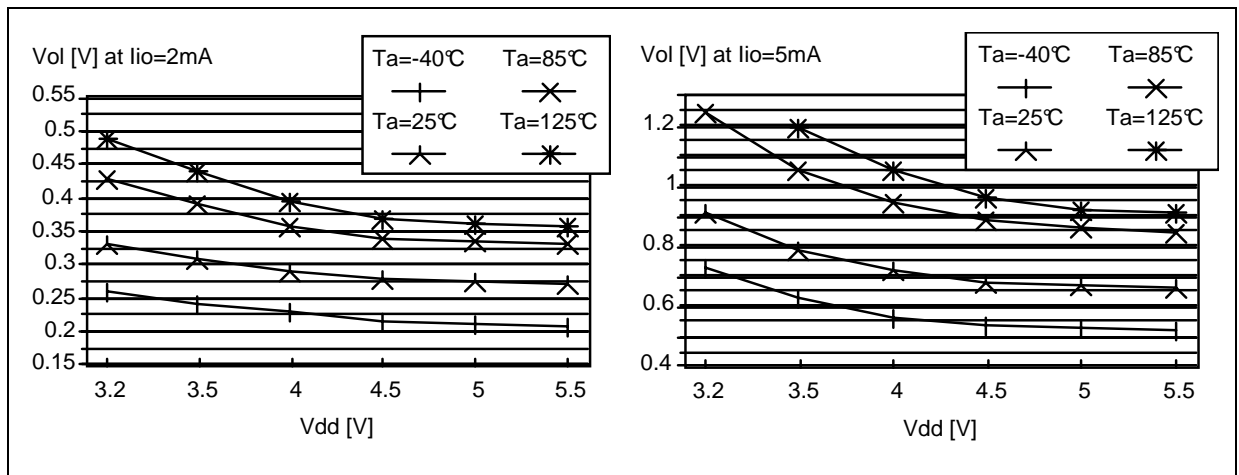 Vol [V] at Iio=2mA
Ta=-40°C Ta=85°C
Ta=25°C Ta=125°C
0.55
0.5
0.45
0.4
0.35
0.3
0.25
0.2
0.15
3.2 3.5 4 4.5 5 5.5
Vdd [V]
Vol [V] at Iio=5mA
Ta=-40°C Ta=85°C
Ta=25°C Ta=125°C
1.2
1
0.8
0.6
0.4
3.2 3.5 4 4.5 5 5.5
Vdd [V]